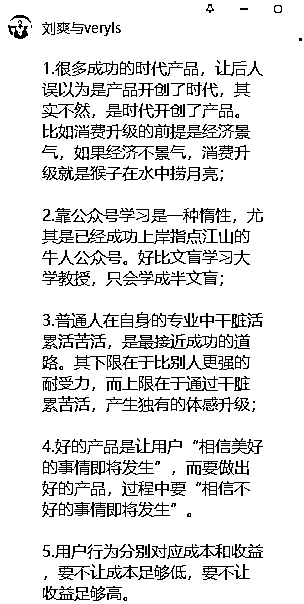 刘爽与veryls
1.很多成功的时代产品，让后人
误以为是产品开创了时代，其
实不然，是时代开创了产品。
比如消费升级的前提是经济景
气，如果经济不景气，消费升
级就是猴子在水中捞月亮；
2.靠公众号学习是一种惰性，尤
其是已经成功上岸指点江山的
牛人公众号。好比文盲学习大
学教授，只会学成半文盲；
3.普通人在自身的专业中干脏活
累活苦活，是最接近成功的道
路。其下限在于比别人更强的
耐受力，而上限在于通过干脏
累苦活，产生独有的体感升级；
4.好的产品是让用户“相信美好
的事情即将发生”，而要做出
好的产品，过程中要“相信不
好的事情即将发生”。
5.用户行为分别对应成本和收益
，要不让成本足够低，要不让
收益足够高。